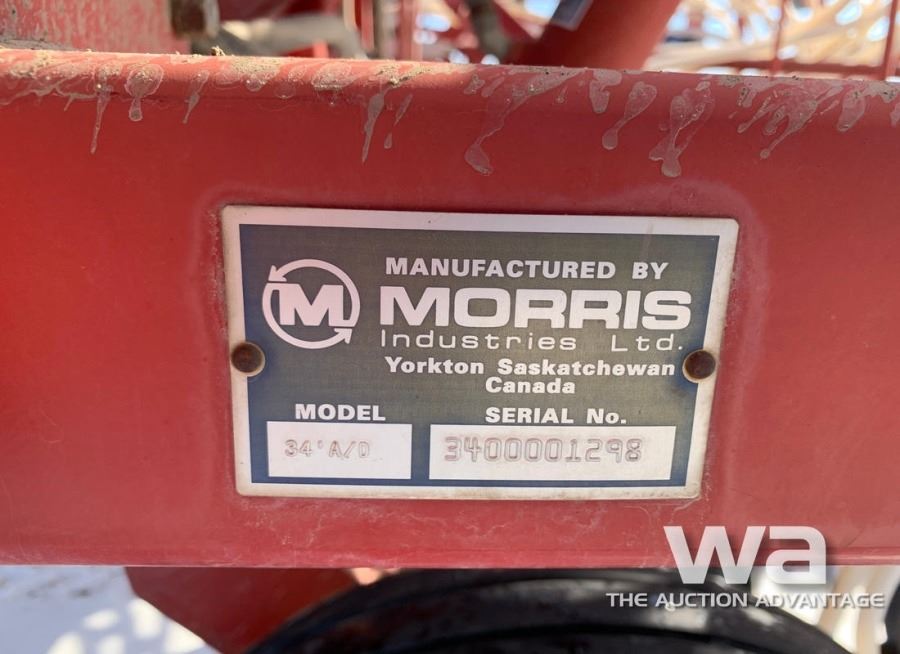 MANUFACTURED BY
M MORRIS
Industries Ltd.
Yorkton Saskatchewan
Canada
MODEL SERIAL No.
34'A/D 3400001298
wa
THE AUCTION ADVANTAGE